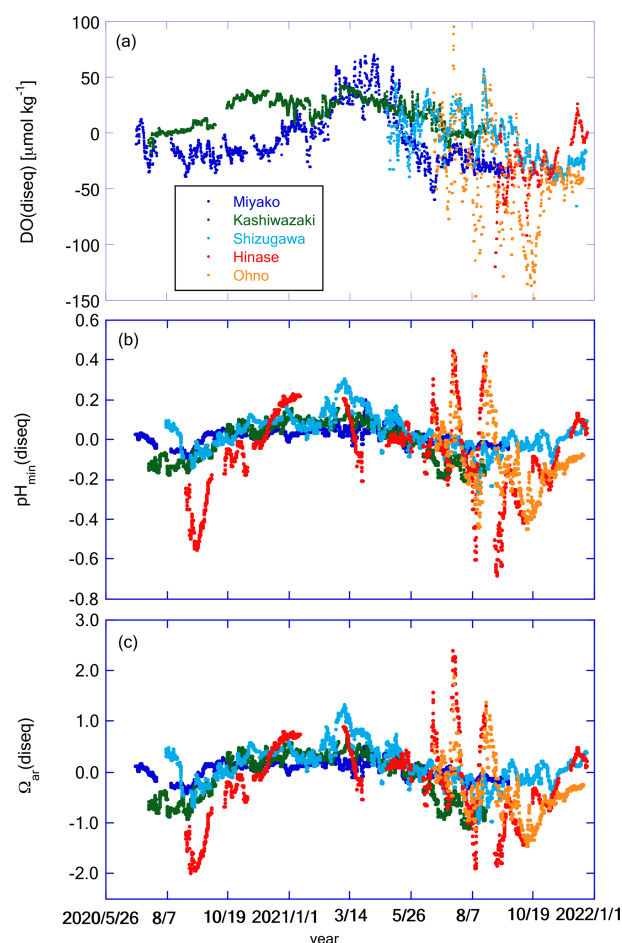 (a)
100
50
0
-50
-100
-150
DO(diseq) [µmol kg⁻¹]
Miyako
Kashiwazaki
Shizugawa
Hinase
Ohno
(b)
0.6
0.4
0.2
0.0
-0.2
-0.4
-0.6
-0.8
pHmin(diseq)
(c)
3.0
2.0
1.0
0.0
-1.0
-2.0
Ωar(diseq)
2020/5/26 8/7 10/19 2021/1/1 3/14 5/26 8/7 10/19 2022/1/1
year